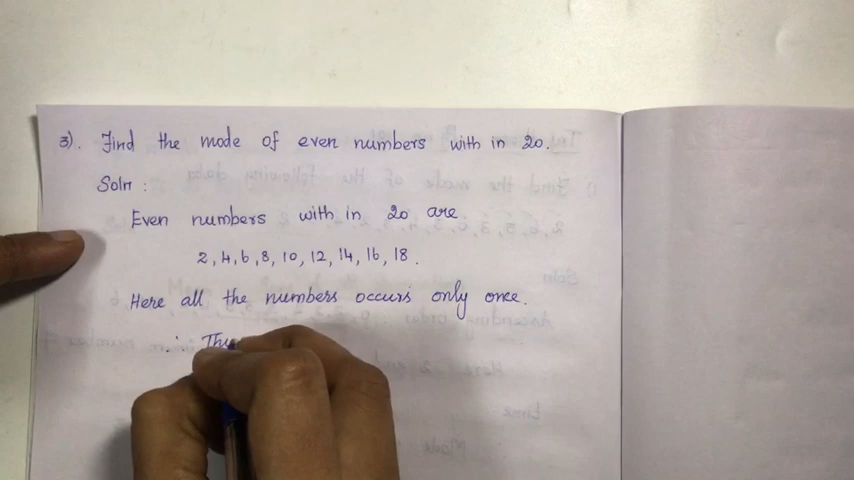 3). Find the mode of even numbers with in 20.
Soln :
Even numbers with in 20 are
2, 4, 6, 8, 10, 12, 14, 16, 18.
Here all the numbers occurs only once.
∴